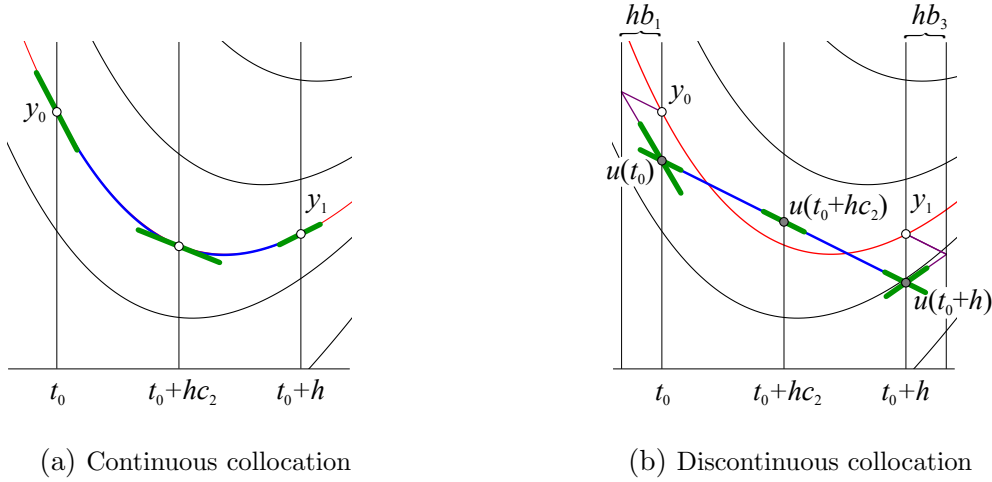 hb₁ hb₃
y₀ y₀
u(t₀) u(t₀+hc₂) y₁
y₁
u(t₀+h)
t₀ t₀+hc₂ t₀+h t₀ t₀+hc₂ t₀+h
(a) Continuous collocation (b) Discontinuous collocation